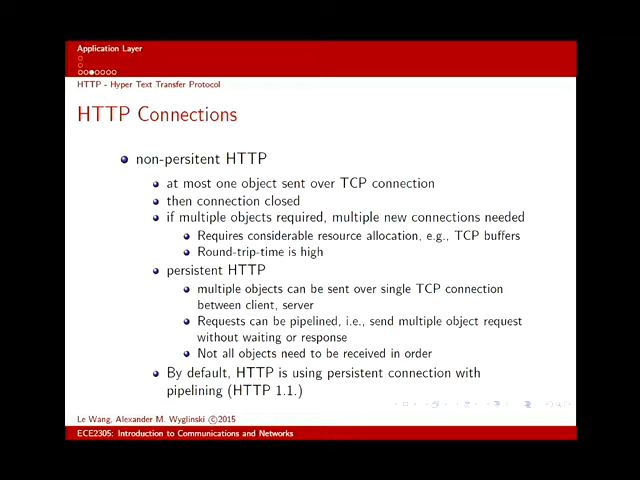 Application Layer
HTTP - Hyper Text Transfer Protocol
HTTP Connections
non-persitent HTTP
at most one object sent over TCP connection
then connection closed
if multiple objects required, multiple new connections needed
Requires considerable resource allocation, e.g., TCP buffers
Round-trip-time is high
persistent HTTP
multiple objects can be sent over single TCP connection
between client, server
Requests can be pipelined, i.e., send multiple object request
without waiting or response
Not all objects need to be received in order
By default, HTTP is using persistent connection with
pipelining (HTTP 1.1.)
Le Wang, Alexander M. Wyglinski ©2015
ECE2305: Introduction to Communications and Networks